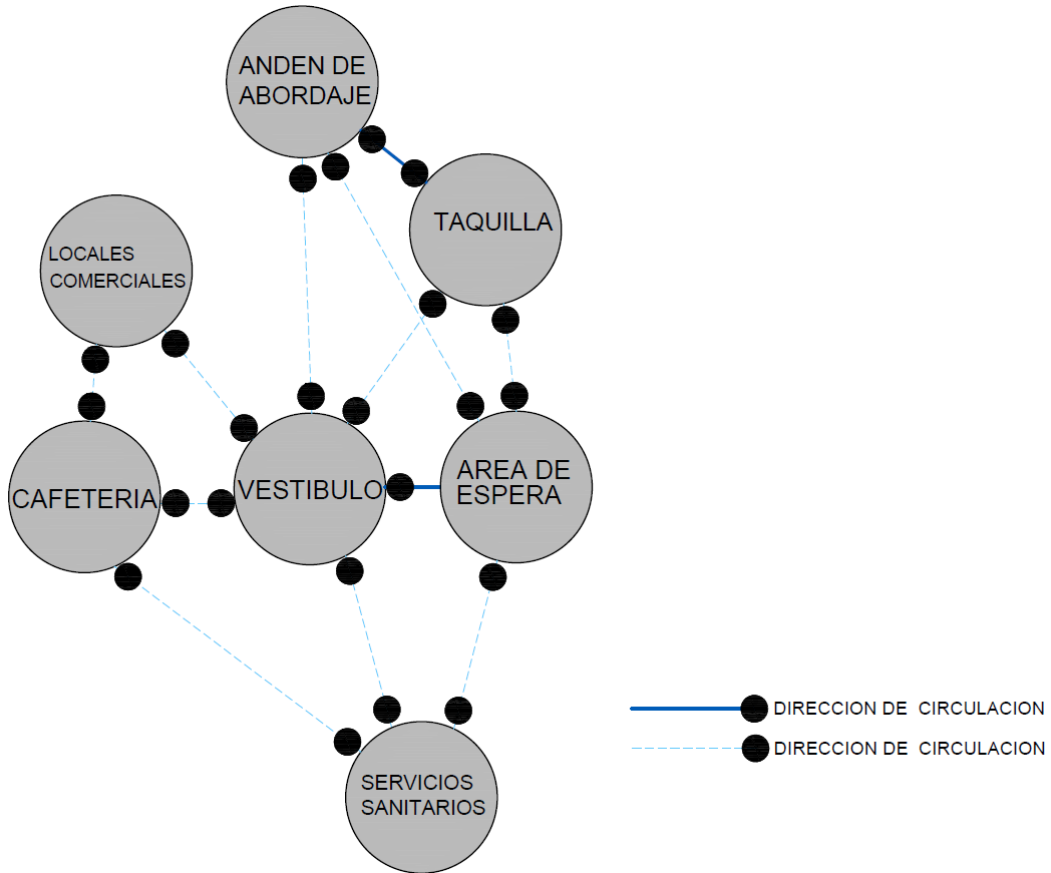 ANDEN DE
ABORDAJE
TAQUILLA
LOCALES
COMERCIALES
CAFETERIA
VESTIBULO
AREA DE
ESPERA
SERVICIOS
SANITARIOS
DIRECCION DE CIRCULACION
DIRECCION DE CIRCULACION